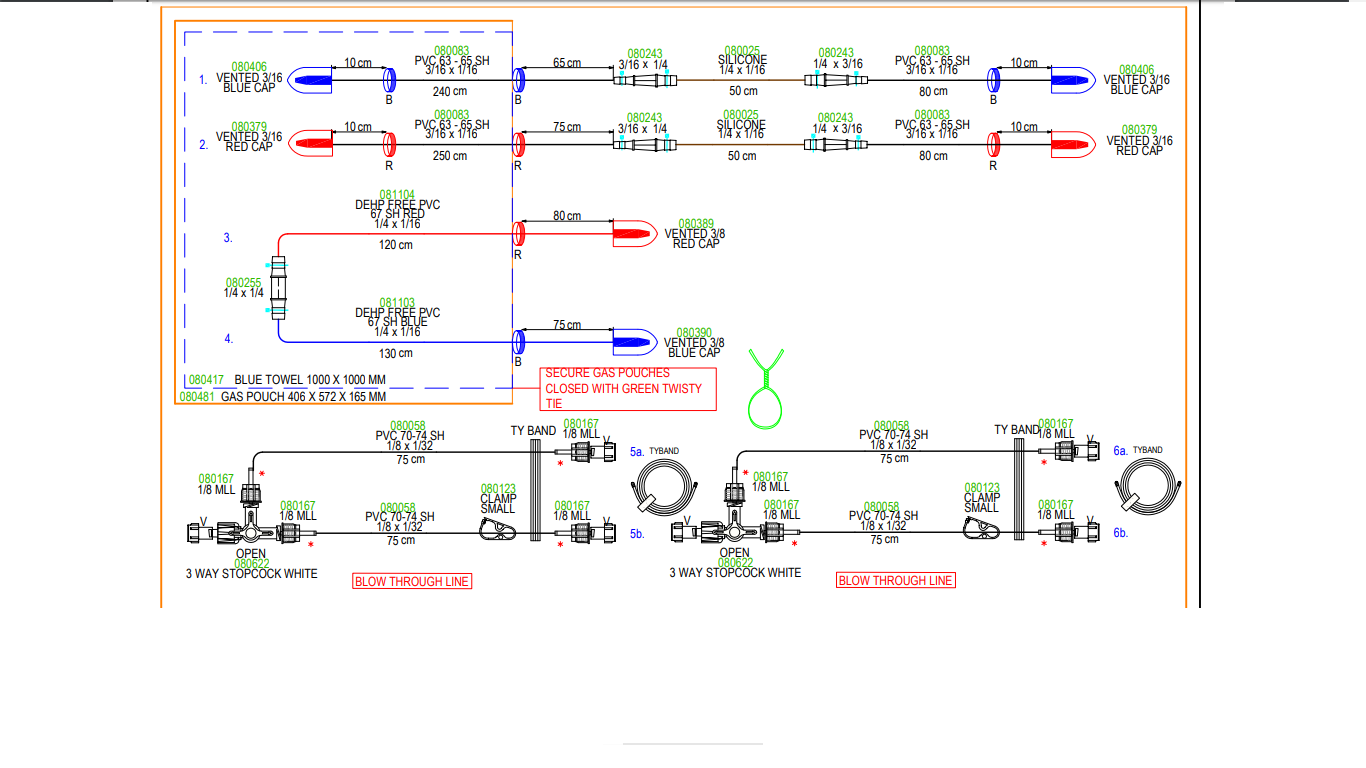 1.
080406
VENTED 3/16
BLUE CAP
10 cm
B
080083
PVC 63 - 65 SH
3/16 x 1/16
240 cm
B
65 cm
080243
3/16 x 1/4
080025
SILICONE
1/4 x 1/16
50 cm
080243
1/4 x 3/16
080083
PVC 63 - 65 SH
3/16 x 1/16
80 cm
B
10 cm
080406
VENTED 3/16
BLUE CAP
2.
080379
VENTED 3/16
RED CAP
10 cm
R
080083
PVC 63 - 65 SH
3/16 x 1/16
250 cm
R
75 cm
080243
3/16 x 1/4
080025
SILICONE
1/4 x 1/16
50 cm
080243
1/4 x 3/16
080083
PVC 63 - 65 SH
3/16 x 1/16
80 cm
R
10 cm
080379
VENTED 3/16
RED CAP
3.
081104
DEHP FREE PVC
67 SH RED
1/4 x 1/16
120 cm
R
80 cm
080389
VENTED 3/8
RED CAP
080255
1/4 x 1/4
4.
081103
DEHP FREE PVC
67 SH BLUE
1/4 x 1/16
130 cm
B
75 cm
080390
VENTED 3/8
BLUE CAP
080417 BLUE TOWEL 1000 X 1000 MM
080481 GAS POUCH 406 X 572 X 165 MM
SECURE GAS POUCHES
CLOSED WITH GREEN TWISTY
TIE
080058
PVC 70-74 SH
1/8 x 1/32
75 cm
TY BAND
080167
1/8 MLL
V
*
5a.
TYBAND
080167
1/8 MLL
*
V
080167
1/8 MLL
*
080058
PVC 70-74 SH
1/8 x 1/32
75 cm
080123
CLAMP
SMALL
080167
1/8 MLL
V
*
5b.
OPEN
080622
3 WAY STOPCOCK WHITE
BLOW THROUGH LINE
080058
PVC 70-74 SH
1/8 x 1/32
75 cm
TY BAND
080167
1/8 MLL
V
*
6a.
TYBAND
080167
1/8 MLL
*
V
080167
1/8 MLL
*
080058
PVC 70-74 SH
1/8 x 1/32
75 cm
080123
CLAMP
SMALL
080167
1/8 MLL
V
*
6b.
OPEN
080622
3 WAY STOPCOCK WHITE
BLOW THROUGH LINE